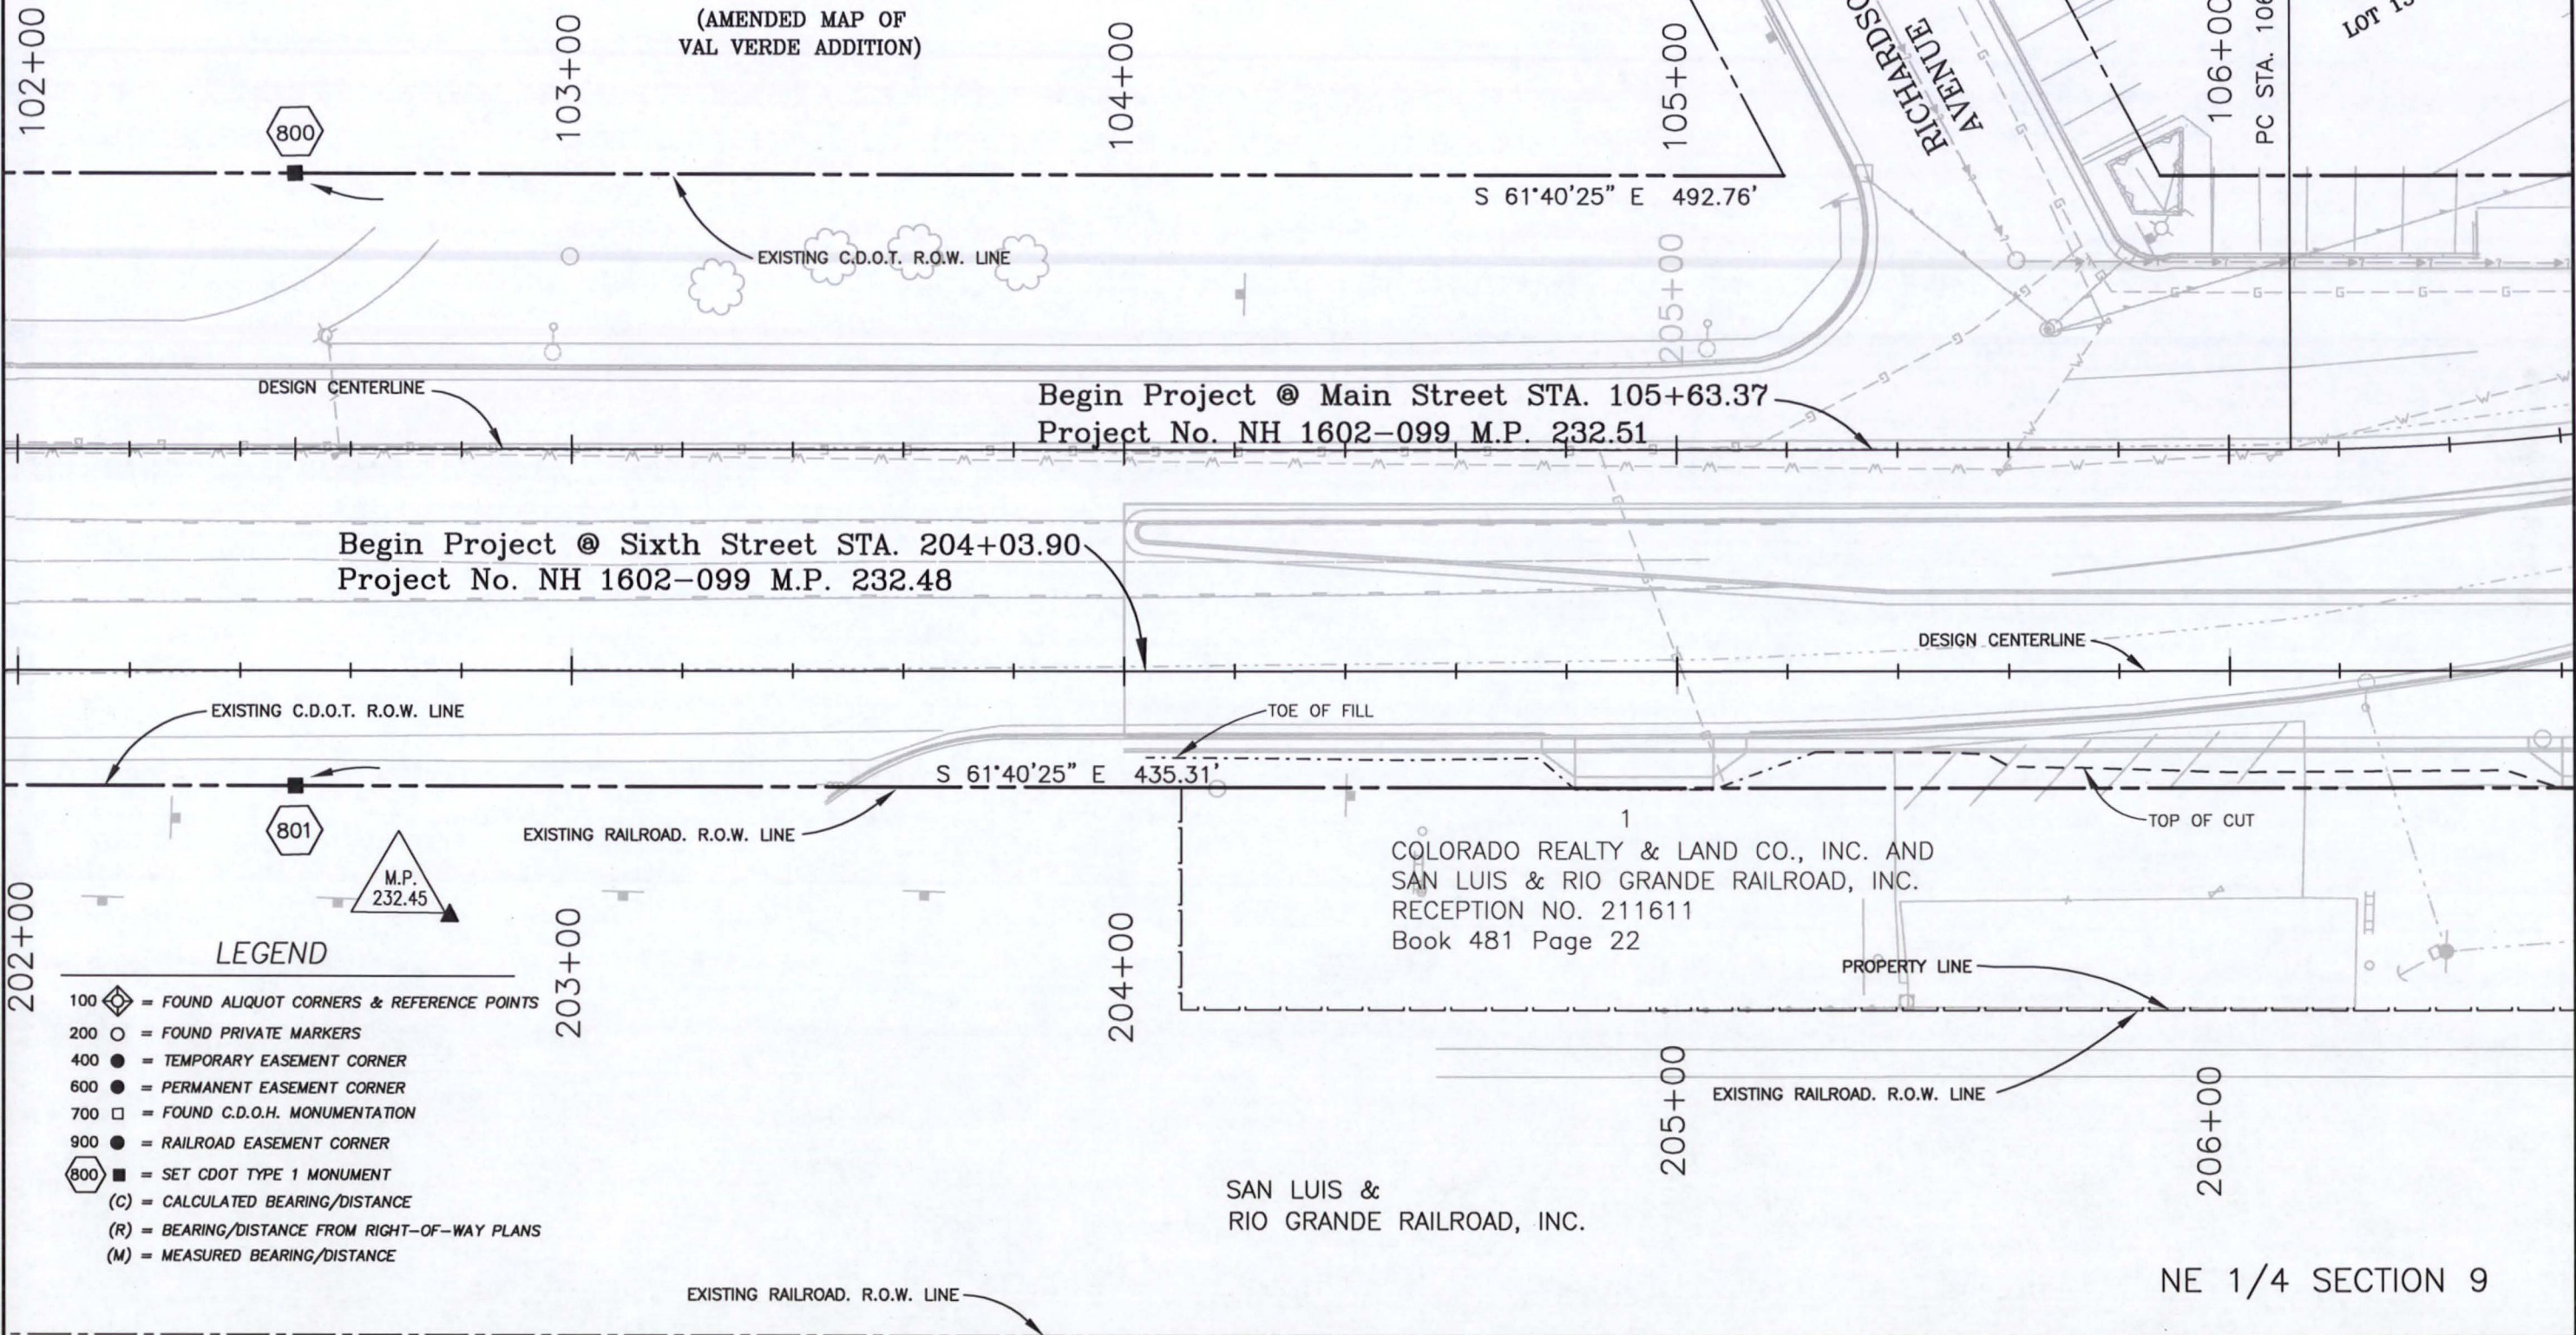 102+00
(AMENDED MAP OF
VAL VERDE ADDITION)
103+00
104+00
105+00
RICHARDSO
AVENUE
106+00
PC STA. 106
LOT
800
S 61°40'25" E 492.76'
EXISTING C.D.O.T. R.O.W. LINE
205+00
DESIGN CENTERLINE
Begin Project @ Main Street STA. 105+63.37
Project No. NH 1602-099 M.P. 232.51
Begin Project @ Sixth Street STA. 204+03.90
Project No. NH 1602-099 M.P. 232.48
DESIGN CENTERLINE
EXISTING C.D.O.T. R.O.W. LINE
TOE OF FILL
S 61°40'25" E 435.31'
801
EXISTING RAILROAD. R.O.W. LINE
TOP OF CUT
M.P.
232.45
1
COLORADO REALTY & LAND CO., INC. AND
SAN LUIS & RIO GRANDE RAILROAD, INC.
RECEPTION NO. 211611
Book 481 Page 22
202+00
203+00
204+00
PROPERTY LINE
205+00
EXISTING RAILROAD. R.O.W. LINE
206+00
LEGEND
100 = FOUND ALIQUOT CORNERS & REFERENCE POINTS
200 = FOUND PRIVATE MARKERS
400 = TEMPORARY EASEMENT CORNER
600 = PERMANENT EASEMENT CORNER
700 = FOUND C.D.O.H. MONUMENTATION
900 = RAILROAD EASEMENT CORNER
800 = SET CDOT TYPE 1 MONUMENT
(C) = CALCULATED BEARING/DISTANCE
(R) = BEARING/DISTANCE FROM RIGHT-OF-WAY PLANS
(M) = MEASURED BEARING/DISTANCE
SAN LUIS &
RIO GRANDE RAILROAD, INC.
NE 1/4 SECTION 9
EXISTING RAILROAD. R.O.W. LINE